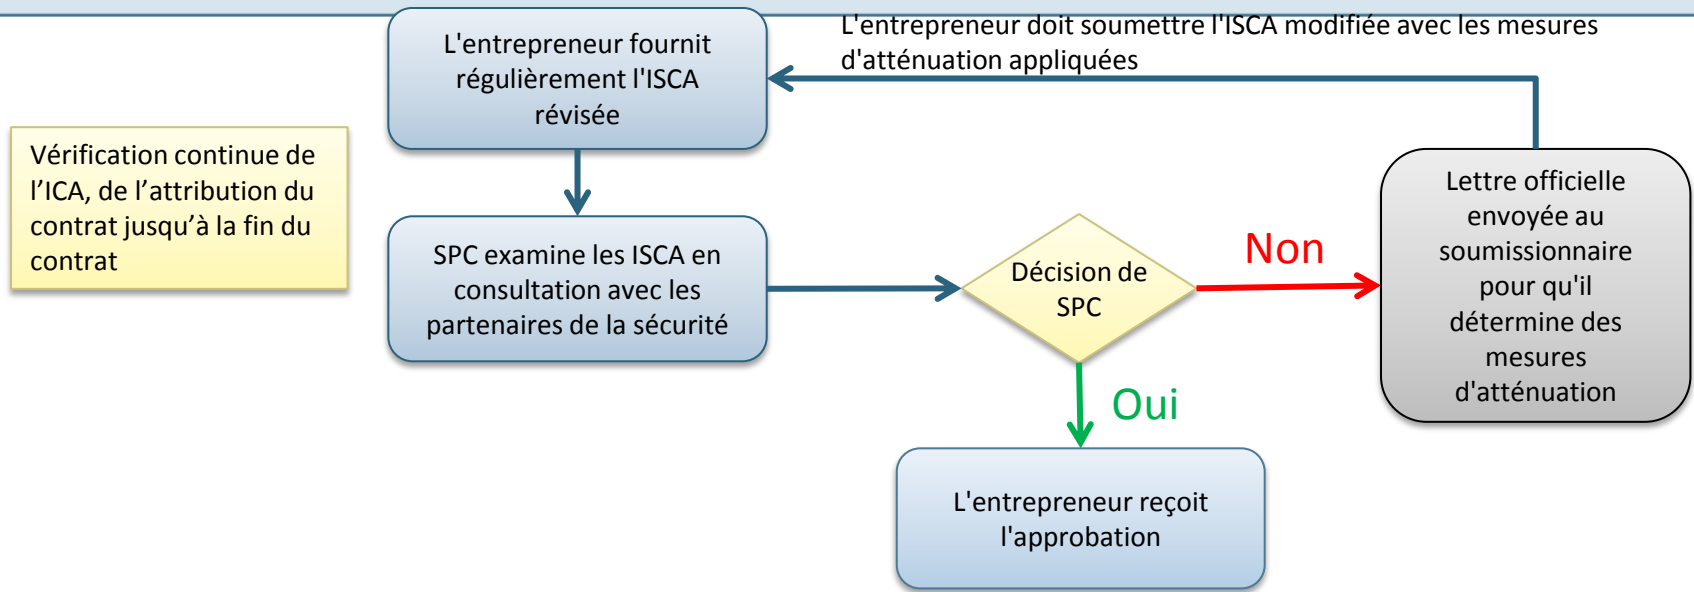 L'entrepreneur fournit
régulièrement l'ISCA
révisée
L'entrepreneur doit soumettre l'ISCA modifiée avec les mesures
d'atténuation appliquées
Vérification continue de
l’ICA, de l’attribution du
contrat jusqu’à la fin du
contrat
SPC examine les ISCA en
consultation avec les
partenaires de la sécurité
Décision de
SPC
Non
Lettre officielle
envoyée au
soumissionnaire
pour qu'il
détermine des
mesures
d'atténuation
Oui
L'entrepreneur reçoit
l'approbation